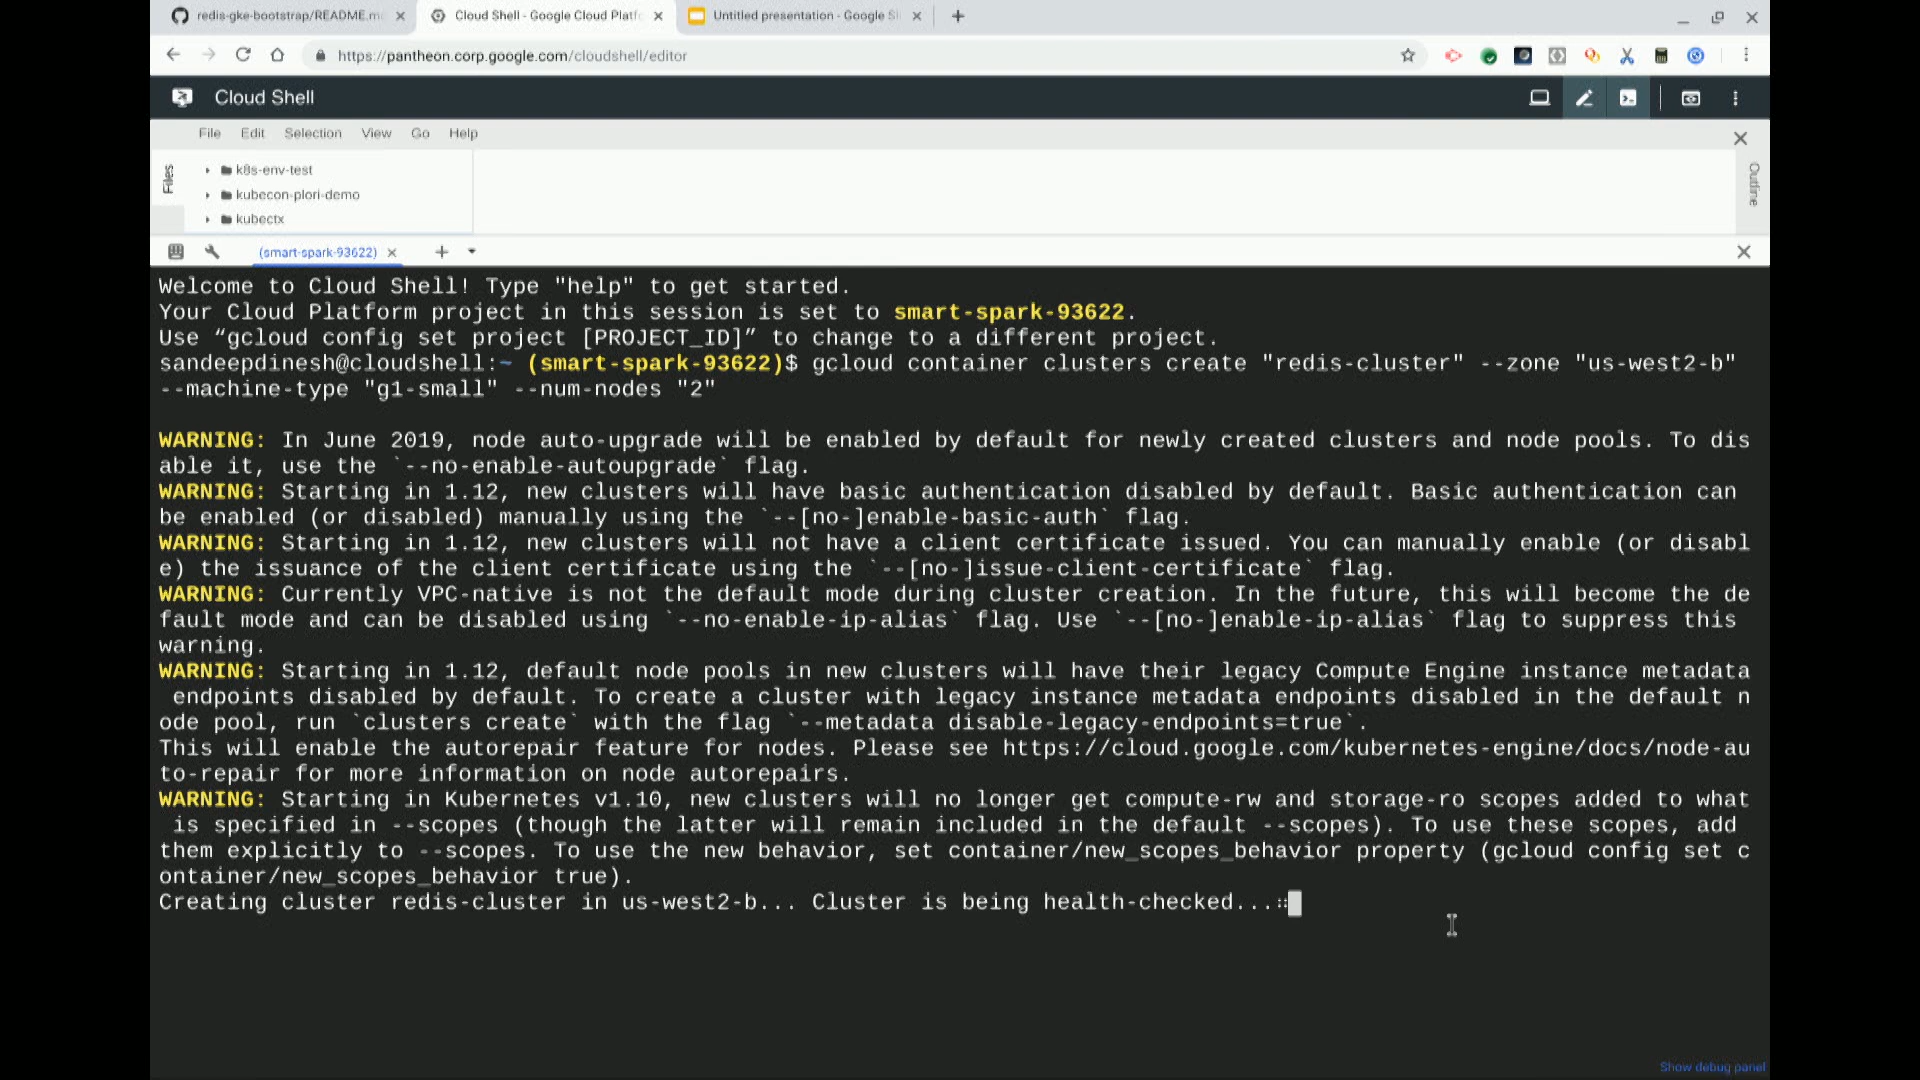 redis-gke-bootstrap/README.m
Cloud Shell - Google Cloud Platf
Untitled presentation - Google Sl
https://pantheon.corp.google.com/cloudshell/editor
Cloud Shell
File Edit Selection View Go Help
Files
k8s-env-test
kubecon-plori-demo
kubectx
Outline
(smart-spark-93622)
Welcome to Cloud Shell! Type "help" to get started.
Your Cloud Platform project in this session is set to smart-spark-93622.
Use “gcloud config set project [PROJECT_ID]” to change to a different project.
sandeepdinesh@cloudshell:~ (smart-spark-93622)$ gcloud container clusters create "redis-cluster" --zone "us-west2-b"
--machine-type "g1-small" --num-nodes "2"
WARNING: In June 2019, node auto-upgrade will be enabled by default for newly created clusters and node pools. To dis
able it, use the `--no-enable-autoupgrade` flag.
WARNING: Starting in 1.12, new clusters will have basic authentication disabled by default. Basic authentication can
be enabled (or disabled) manually using the `--[no-]enable-basic-auth` flag.
WARNING: Starting in 1.12, new clusters will not have a client certificate issued. You can manually enable (or disabl
e) the issuance of the client certificate using the `--[no-]issue-client-certificate` flag.
WARNING: Currently VPC-native is not the default mode during cluster creation. In the future, this will become the de
fault mode and can be disabled using `--no-enable-ip-alias` flag. Use `--[no-]enable-ip-alias` flag to suppress this
warning.
WARNING: Starting in 1.12, default node pools in new clusters will have their legacy Compute Engine instance metadata
endpoints disabled by default. To create a cluster with legacy instance metadata endpoints disabled in the default n
ode pool, run `clusters create` with the flag `--metadata disable-legacy-endpoints=true`.
This will enable the autorepair feature for nodes. Please see https://cloud.google.com/kubernetes-engine/docs/node-au
to-repair for more information on node autorepairs.
WARNING: Starting in Kubernetes v1.10, new clusters will no longer get compute-rw and storage-ro scopes added to what
is specified in --scopes (though the latter will remain included in the default --scopes). To use these scopes, add
them explicitly to --scopes. To use the new behavior, set container/new_scopes_behavior property (gcloud config set c
ontainer/new_scopes_behavior true).
Creating cluster redis-cluster in us-west2-b... Cluster is being health-checked...
Show debug panel